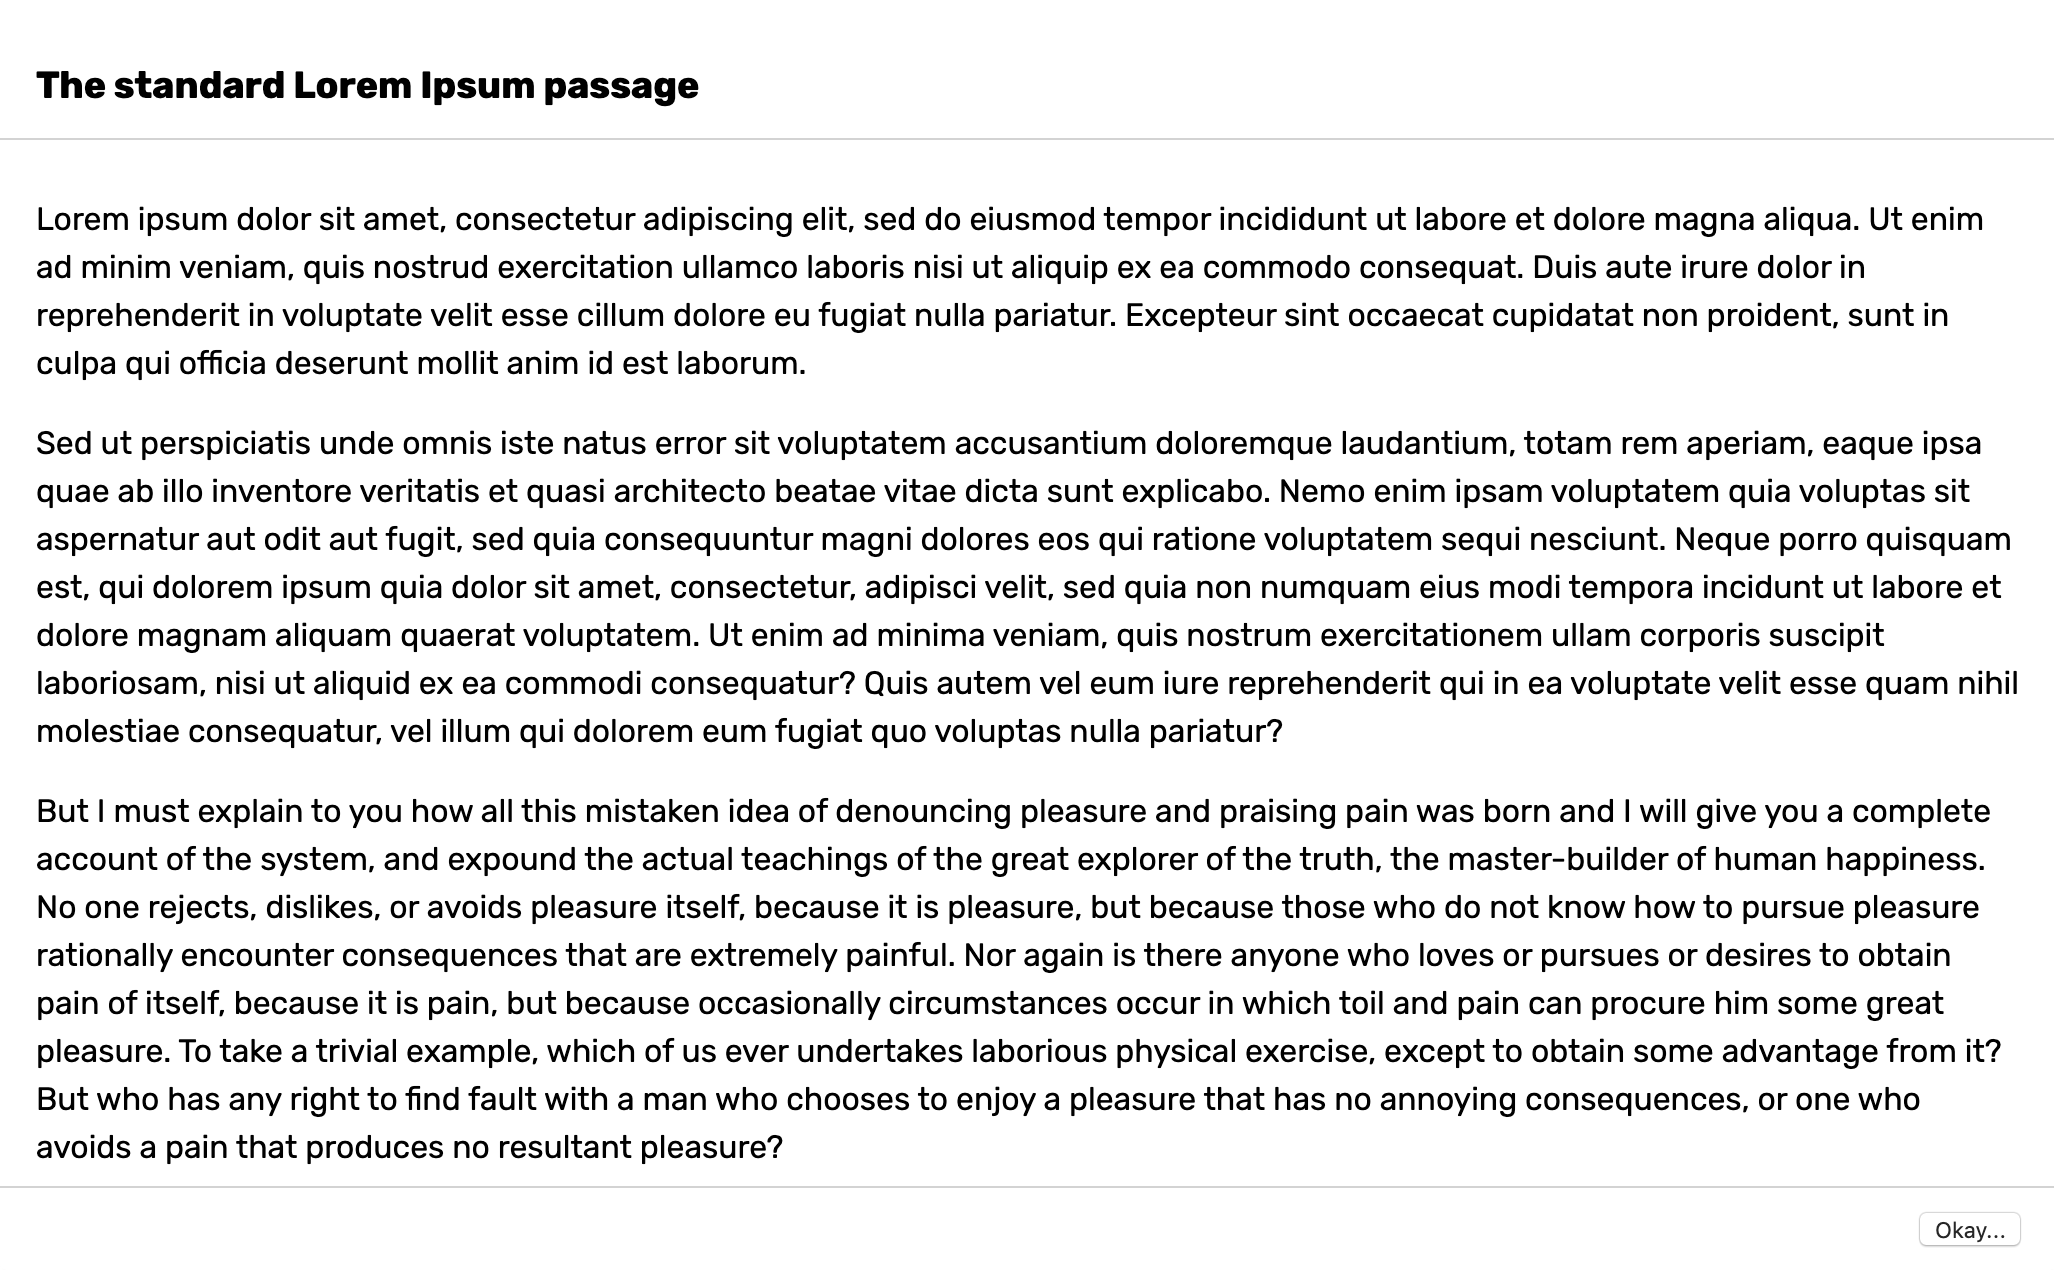 The standard Lorem Ipsum passage
Lorem ipsum dolor sit amet, consectetur adipiscing elit, sed do eiusmod tempor incididunt ut labore et dolore magna aliqua. Ut enim
ad minim veniam, quis nostrud exercitation ullamco laboris nisi ut aliquip ex ea commodo consequat. Duis aute irure dolor in
reprehenderit in voluptate velit esse cillum dolore eu fugiat nulla pariatur. Excepteur sint occaecat cupidatat non proident, sunt in
culpa qui officia deserunt mollit anim id est laborum.
Sed ut perspiciatis unde omnis iste natus error sit voluptatem accusantium doloremque laudantium, totam rem aperiam, eaque ipsa
quae ab illo inventore veritatis et quasi architecto beatae vitae dicta sunt explicabo. Nemo enim ipsam voluptatem quia voluptas sit
aspernatur aut odit aut fugit, sed quia consequuntur magni dolores eos qui ratione voluptatem sequi nesciunt. Neque porro quisquam
est, qui dolorem ipsum quia dolor sit amet, consectetur, adipisci velit, sed quia non numquam eius modi tempora incidunt ut labore et
dolore magnam aliquam quaerat voluptatem. Ut enim ad minima veniam, quis nostrum exercitationem ullam corporis suscipit
laboriosam, nisi ut aliquid ex ea commodi consequatur? Quis autem vel eum iure reprehenderit qui in ea voluptate velit esse quam nihil
molestiae consequatur, vel illum qui dolorem eum fugiat quo voluptas nulla pariatur?
But I must explain to you how all this mistaken idea of denouncing pleasure and praising pain was born and I will give you a complete
account of the system, and expound the actual teachings of the great explorer of the truth, the master-builder of human happiness.
No one rejects, dislikes, or avoids pleasure itself, because it is pleasure, but because those who do not know how to pursue pleasure
rationally encounter consequences that are extremely painful. Nor again is there anyone who loves or pursues or desires to obtain
pain of itself, because it is pain, but because occasionally circumstances occur in which toil and pain can procure him some great
pleasure. To take a trivial example, which of us ever undertakes laborious physical exercise, except to obtain some advantage from it?
But who has any right to find fault with a man who chooses to enjoy a pleasure that has no annoying consequences, or one who
avoids a pain that produces no resultant pleasure?
Okay...